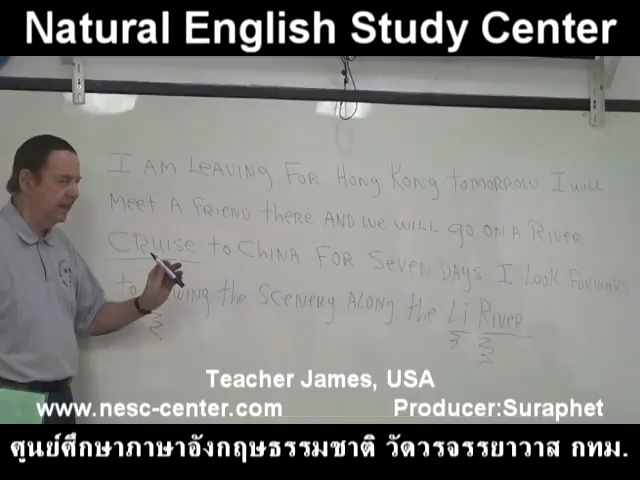 Natural English Study Center
I AM LEAVING FOR HONG KONG TOMORROW I WILL
MEET A FRIEND THERE AND WE WILL GO ON A RIVER
CRUISE TO CHINA FOR SEVEN DAYS I LOOK FORWARD
TO THE SCENERY ALONG THE Li RIVER
Teacher James, USA
www.nesc-center.com Producer:Suraphet
ศูนย์ศึกษาภาษาอังกฤษธรรมชาติ วัดวรจรรยาวาส กทม.